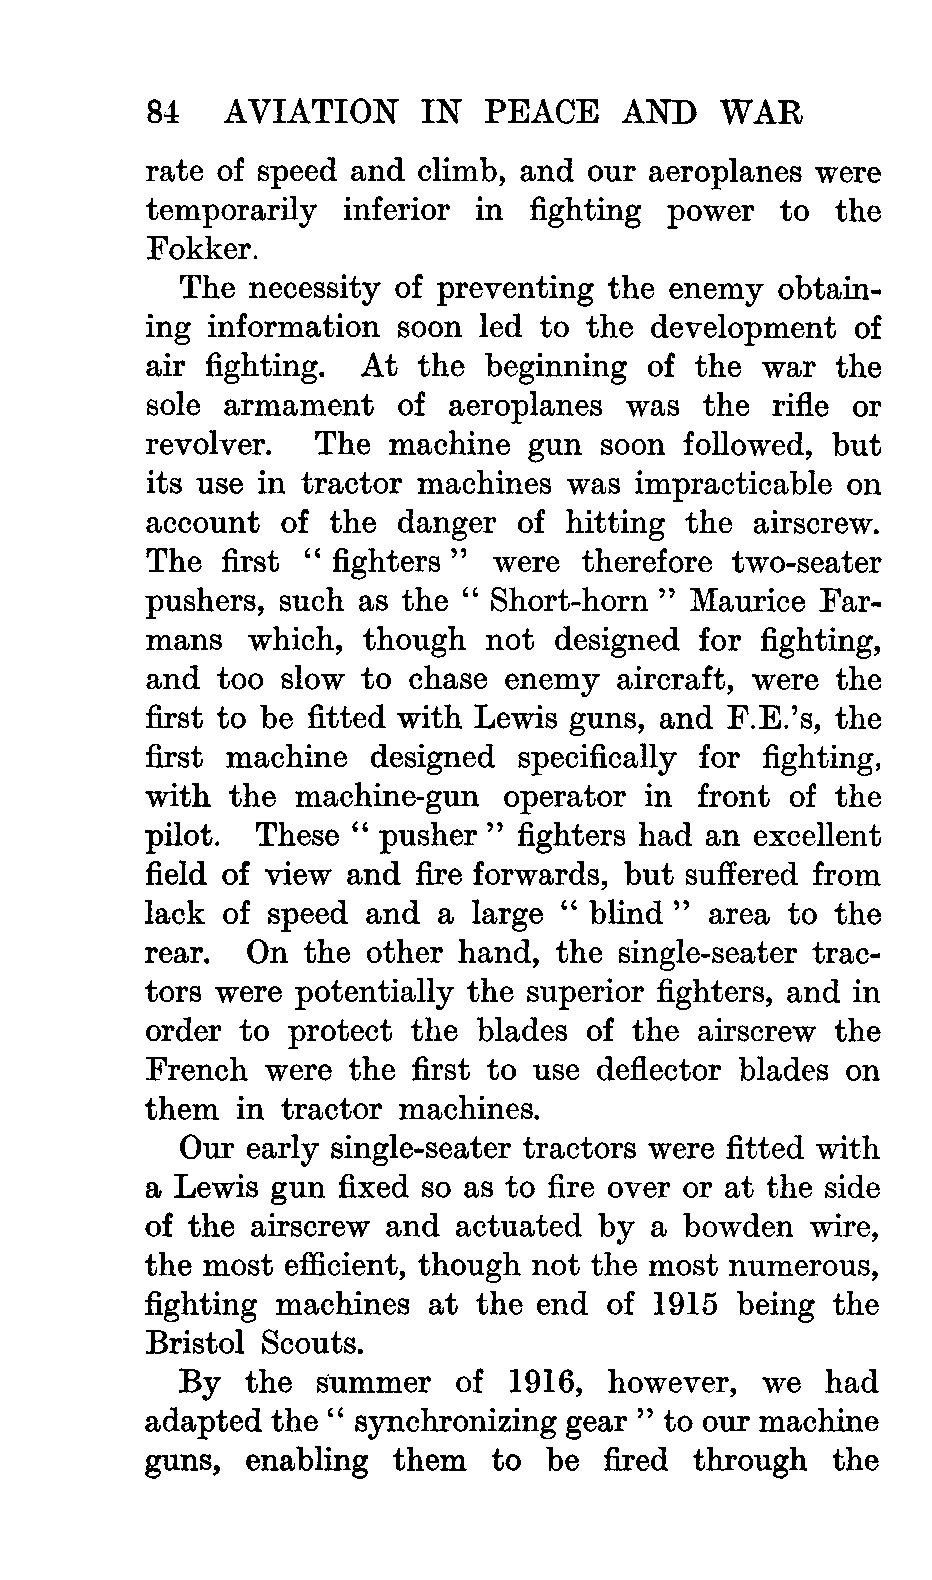 84 AVIATION IN PEACE AND WAR
rate of speed and climb, and our aeroplanes were
temporarily inferior in fighting power to the
Fokker.
The necessity of preventing the enemy obtain-
ing information soon led to the development of
air fighting. At the beginning of the war the
sole armament of aeroplanes was the rifle or
revolver. The machine gun soon followed, but
its use in tractor machines was impracticable on
account of the danger of hitting the airscrew.
The first “ fighters ” were therefore two-seater
pushers, such as the “ Short-horn ” Maurice Far-
mans which, though not designed for fighting,
and too slow to chase enemy aircraft, were the
first to be fitted with Lewis guns, and F.E.’s, the
first machine designed specifically for fighting,
with the machine-gun operator in front of the
pilot. These “ pusher ” fighters had an excellent
field of view and fire forwards, but suffered from
lack of speed and a large “ blind ” area to the
rear. On the other hand, the single-seater trac-
tors were potentially the superior fighters, and in
order to protect the blades of the airscrew the
French were the first to use deflector blades on
them in tractor machines.
Our early single-seater tractors were fitted with
a Lewis gun fixed so as to fire over or at the side
of the airscrew and actuated by a bowden wire,
the most efficient, though not the most numerous,
fighting machines at the end of 1915 being the
Bristol Scouts.
By the summer of 1916, however, we had
adapted the “ synchronizing gear ” to our machine
guns, enabling them to be fired through the